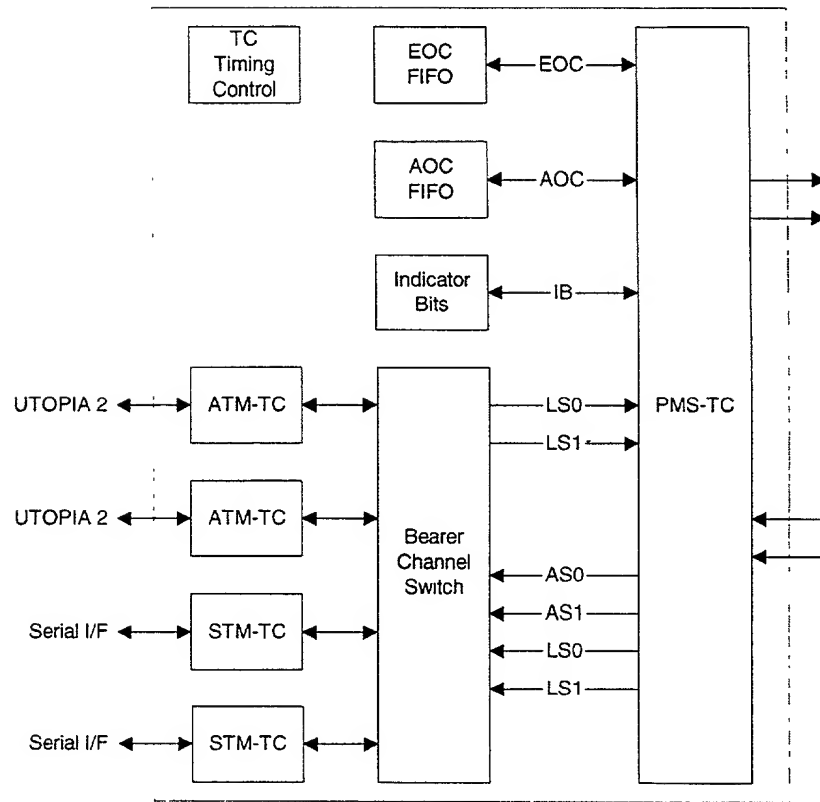 TC
Timing
Control
EOC
FIFO
EOC
AOC
FIFO
AOC
Indicator
Bits
IB
PMS-TC
UTOPIA 2
ATM-TC
LS0
LS1
UTOPIA 2
ATM-TC
Bearer
Channel
Switch
AS0
AS1
Serial I/F
STM-TC
LS0
LS1
Serial I/F
STM-TC